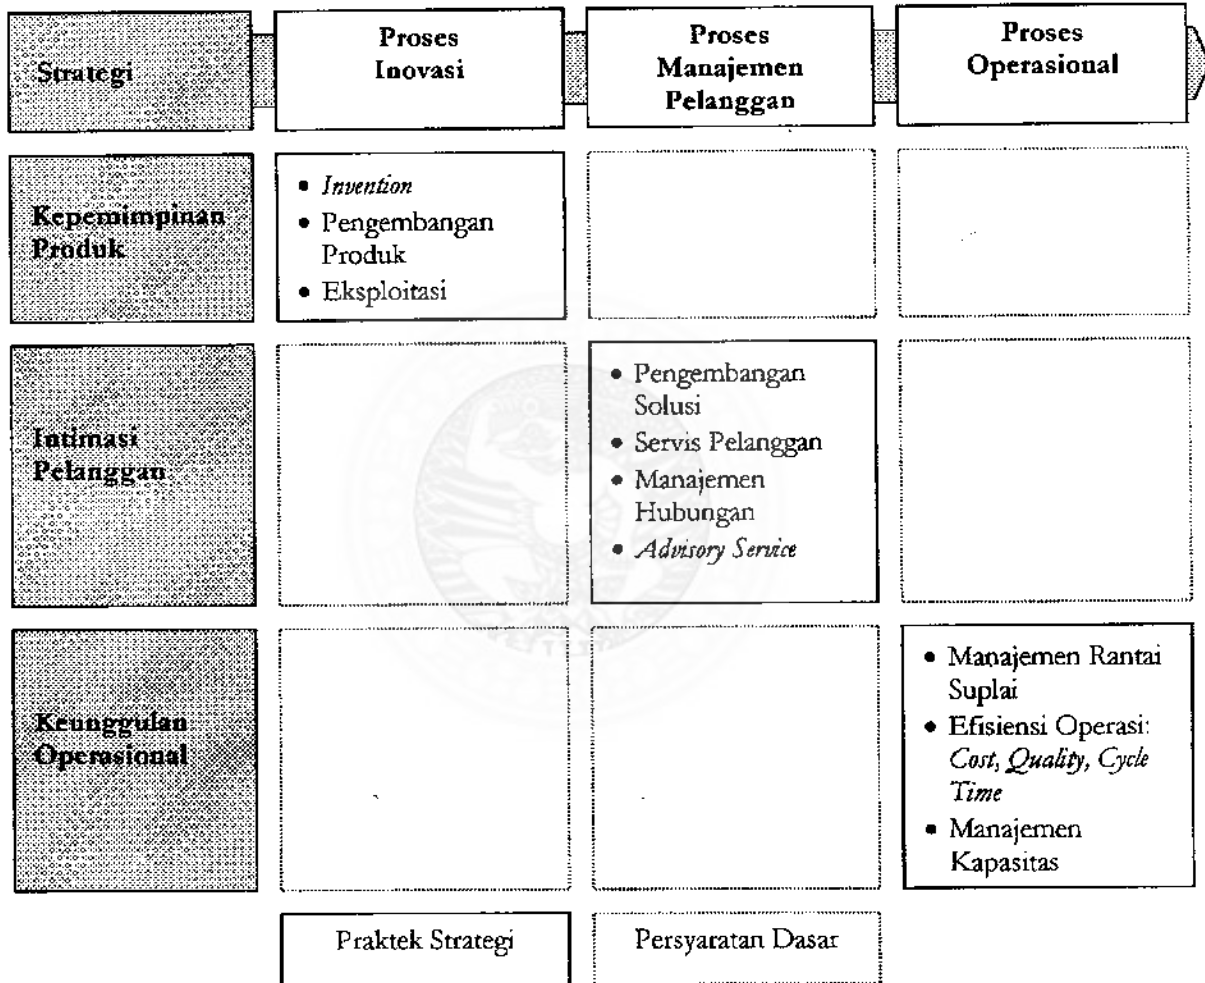 Strategi
Proses
Inovasi
Proses
Manajemen
Pelanggan
Proses
Operasional
Kepemimpinan
Produk
• Invention
• Pengembangan
Produk
• Eksploitasi
Intimasi
Pelanggan
• Pengembangan
Solusi
• Servis Pelanggan
• Manajemen
Hubungan
• Advisory Service
Keunggulan
Operasional
• Manajemen Rantai
Suplai
• Efisiensi Operasi:
Cost, Quality, Cycle
Time
• Manajemen
Kapasitas
Praktek Strategi
Persyaratan Dasar